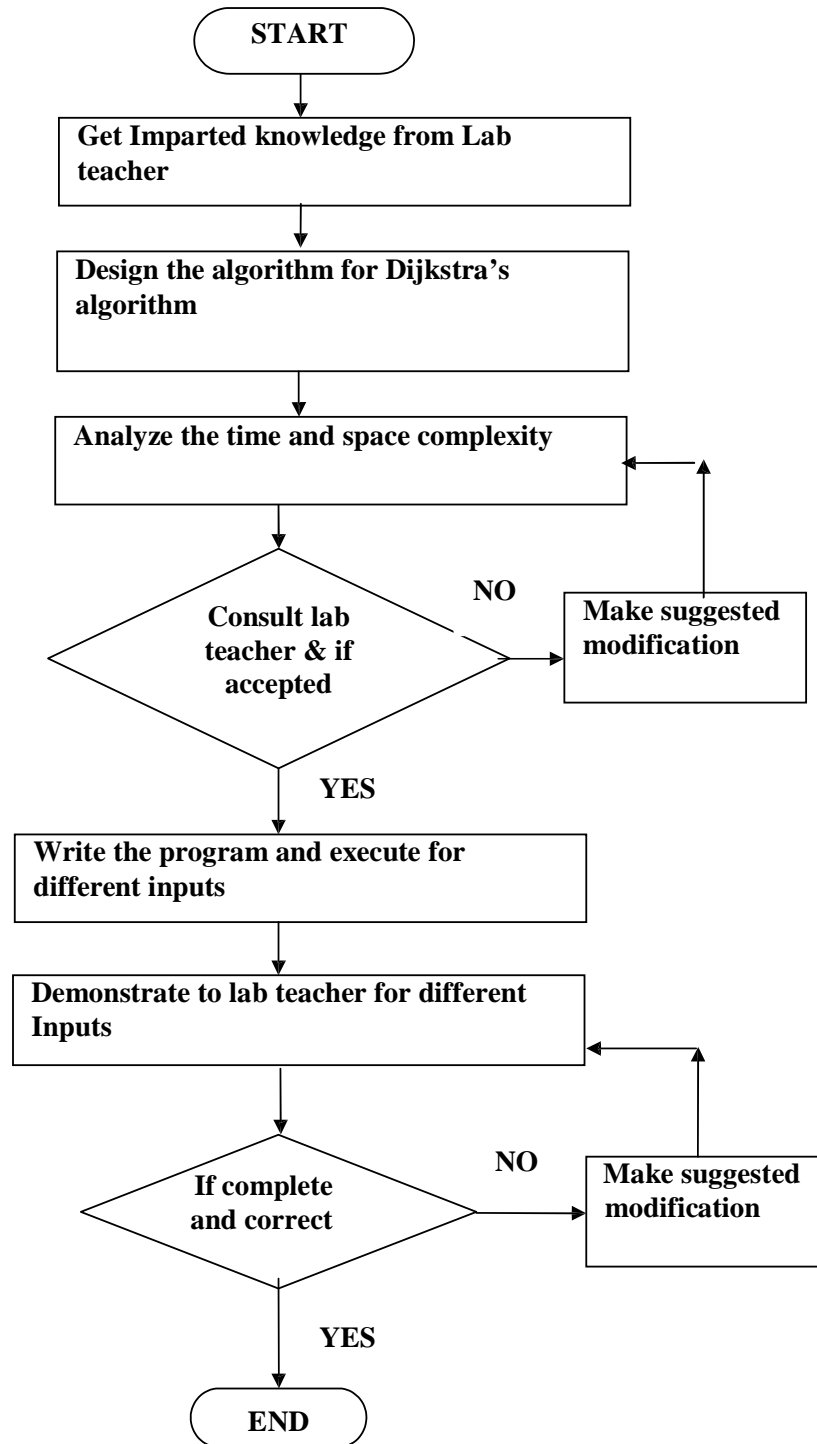 START
Get Imparted knowledge from Lab
teacher
Design the algorithm for Dijkstra’s
algorithm
Analyze the time and space complexity
NO
Consult lab
teacher & if
accepted
Make suggested
modification
YES
Write the program and execute for
different inputs
Demonstrate to lab teacher for different
Inputs
NO
If complete
and correct
Make suggested
modification
YES
END